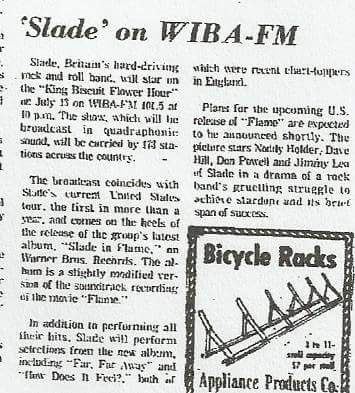 'Slade' on WIBA-FM
Slade, Britain's hard-driving
rock and roll band, will star on
the "King Biscuit Flower Hour"
on July 13 on WIBA-FM 101.5 at
10 p.m. The show, which will be
broadcast in quadraphonic
sound, will be carried by 173 sta-
tions across the country.
The broadcast coincides with
Slade's current United States
tour, the first in more than a
year, and comes on the heels of
the release of the group's latest
album, "Slade in Flame," on
Warner Bros. Records. The al-
bum is a slightly modified ver-
sion of the soundtrack recording
of the movie "Flame."
In addition to performing all
their hits, Slade will perform
selections from the new album,
including "Far, Far Away" and
"How Does It Feel?," both of
which were recent chart-toppers
in England.
Plans for the upcoming U.S.
release of "Flame" are expected
to be announced shortly. The
picture stars Noddy Holder, Dave
Hill, Don Powell and Jimmy Lea
of Slade in a drama of a rock
band's gruelling struggle to
achieve stardom and its brief
span of success.
Bicycle Racks
3 to 11-
stall capacity
$7 per stall
Appliance Products Co.